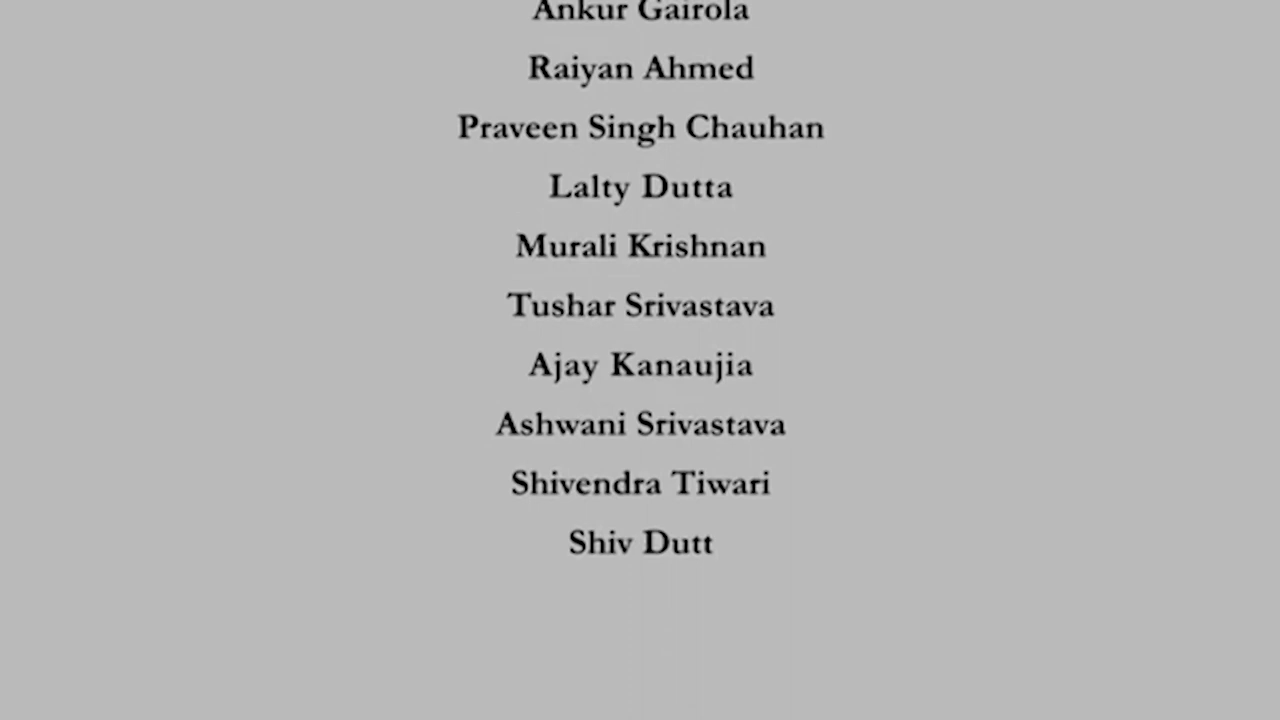 Ankur Gairola
Raiyan Ahmed
Praveen Singh Chauhan
Lalty Dutta
Murali Krishnan
Tushar Srivastava
Ajay Kanaujia
Ashwani Srivastava
Shivendra Tiwari
Shiv Dutt